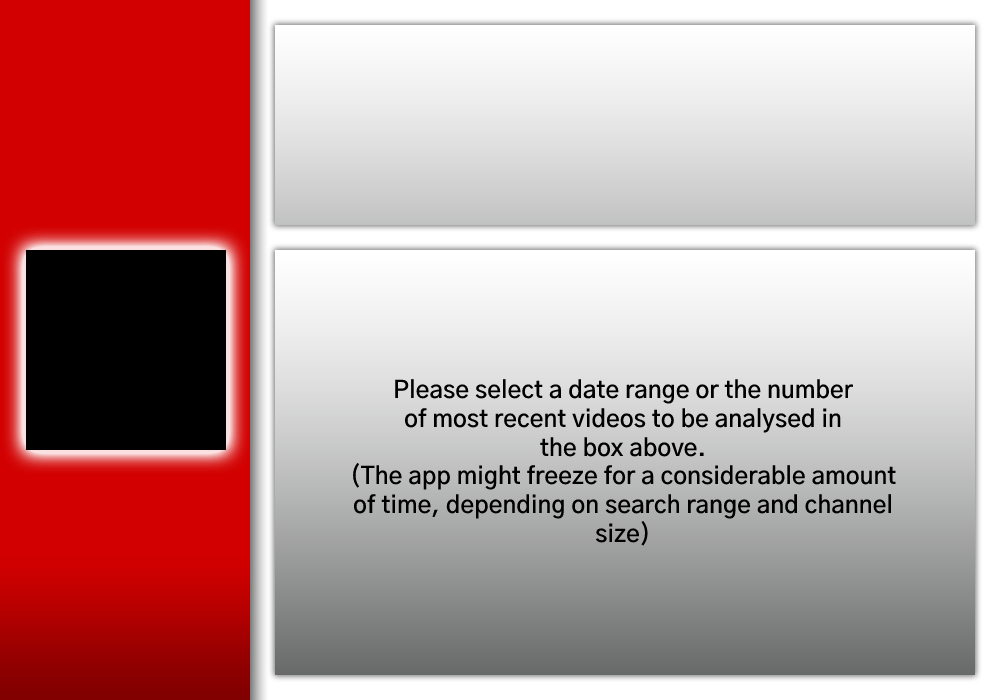 Please select a date range or the number
of most recent videos to be analysed in
the box above.
(The app might freeze for a considerable amount
of time, depending on search range and channel
size)